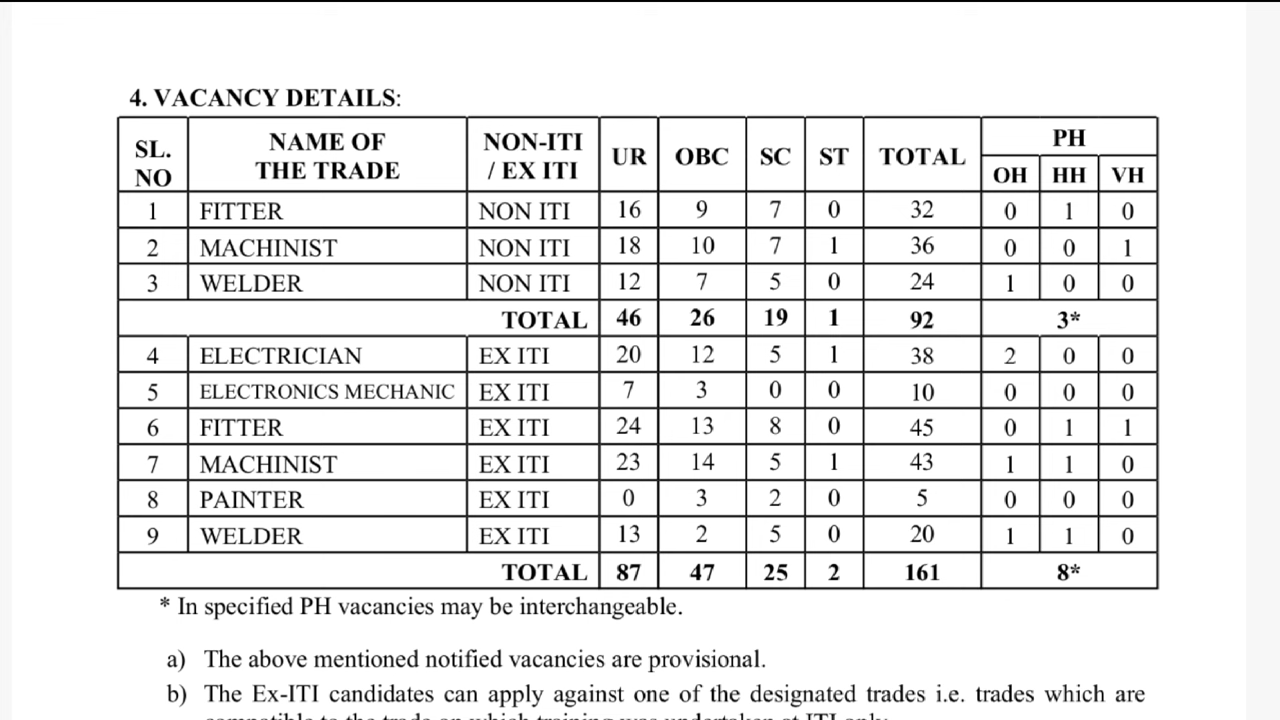 4. VACANCY DETAILS:
SL. NO NAME OF THE TRADE NON-ITI / EX ITI UR OBC SC ST TOTAL PH
OH HH VH
1 FITTER NON ITI 16 9 7 0 32 0 1 0
2 MACHINIST NON ITI 18 10 7 1 36 0 0 1
3 WELDER NON ITI 12 7 5 0 24 1 0 0
TOTAL 46 26 19 1 92 3*
4 ELECTRICIAN EX ITI 20 12 5 1 38 2 0 0
5 ELECTRONICS MECHANIC EX ITI 7 3 0 0 10 0 0 0
6 FITTER EX ITI 24 13 8 0 45 0 1 1
7 MACHINIST EX ITI 23 14 5 1 43 1 1 0
8 PAINTER EX ITI 0 3 2 0 5 0 0 0
9 WELDER EX ITI 13 2 5 0 20 1 1 0
TOTAL 87 47 25 2 161 8*
* In specified PH vacancies may be interchangeable.
a) The above mentioned notified vacancies are provisional.
b) The Ex-ITI candidates can apply against one of the designated trades i.e. trades which are